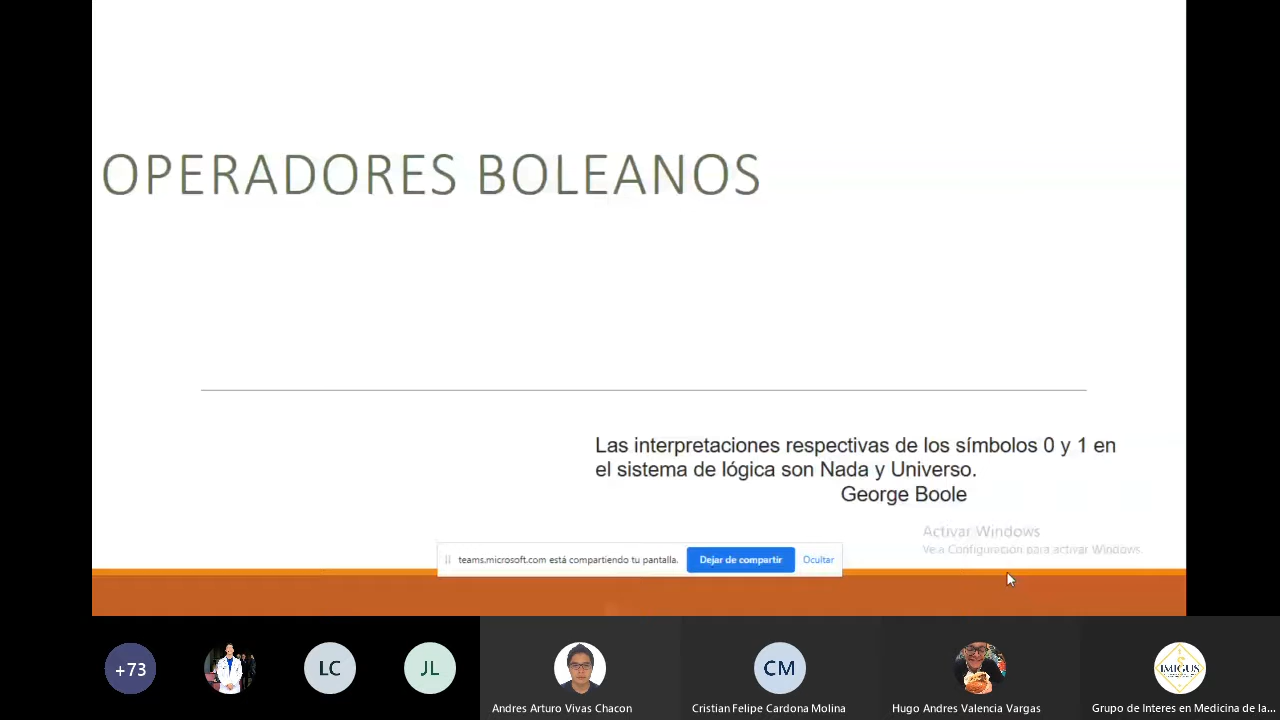 OPERADORES BOLEANOS
Las interpretaciones respectivas de los símbolos 0 y 1 en
el sistema de lógica son Nada y Universo.
George Boole
Activar Windows
Ve a Configuración para activar Windows.
teams.microsoft.com está compartiendo tu pantalla.
Dejar de compartir
Ocultar
+73
LC
JL
CM
IMIGUS
Andres Arturo Vivas Chacon
Cristian Felipe Cardona Molina
Hugo Andres Valencia Vargas
Grupo de Interes en Medicina de la...